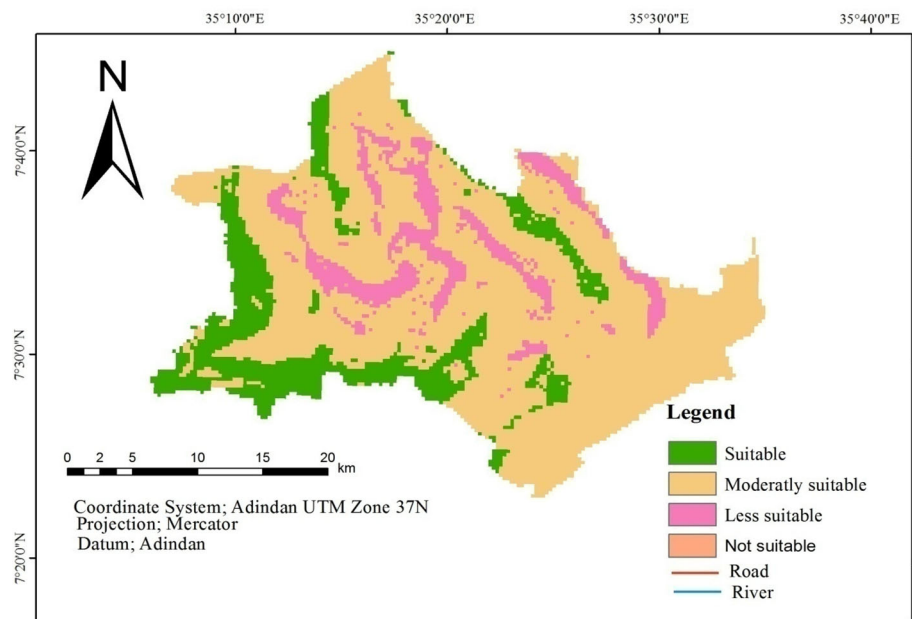 35°10'0"E 35°20'0"E 35°30'0"E 35°40'0"E
N
7°40'0"N
7°30'0"N
7°20'0"N
Legend
Suitable
Moderatly suitable
Less suitable
Not suitable
Road
River
0 2 5 10 15 20
km
Coordinate System; Adindan UTM Zone 37N
Projection; Mercator
Datum; Adindan